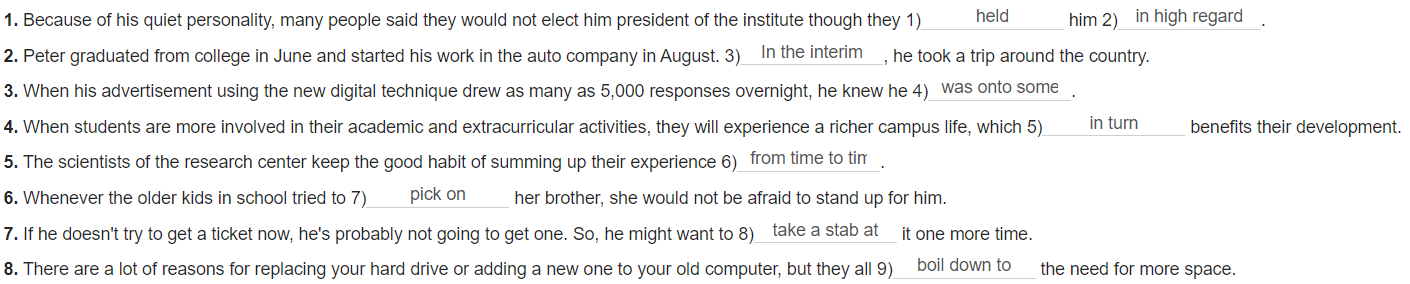 1. Because of his quiet personality, many people said they would not elect him president of the institute though they 1) held him 2) in high regard .
2. Peter graduated from college in June and started his work in the auto company in August. 3) In the interim , he took a trip around the country.
3. When his advertisement using the new digital technique drew as many as 5,000 responses overnight, he knew he 4) was onto some .
4. When students are more involved in their academic and extracurricular activities, they will experience a richer campus life, which 5) in turn benefits their development.
5. The scientists of the research center keep the good habit of summing up their experience 6) from time to .
6. Whenever the older kids in school tried to 7) pick on her brother, she would not be afraid to stand up for him.
7. If he doesn't try to get a ticket now, he's probably not going to get one. So, he might want to 8) take a stab at it one more time.
8. There are a lot of reasons for replacing your hard drive or adding a new one to your old computer, but they all 9) boil down to the need for more space.